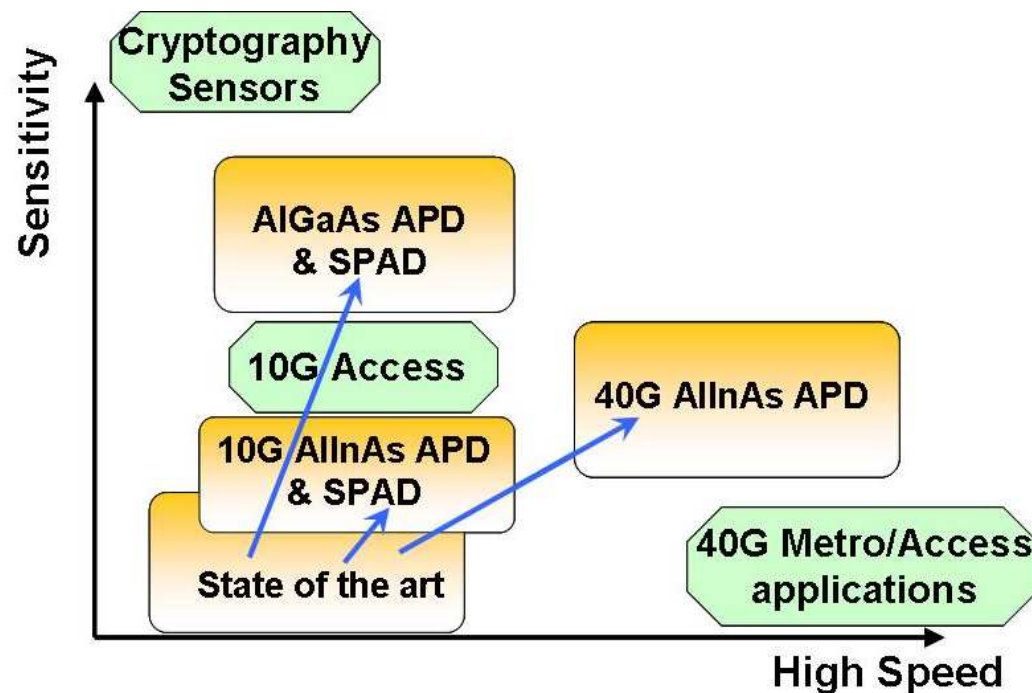 Cryptography
Sensors
Sensitivity
AlGaAs APD
& SPAD
10G Access
40G AlInAs APD
10G AlInAs APD
& SPAD
State of the art
40G Metro/Access
applications
High Speed